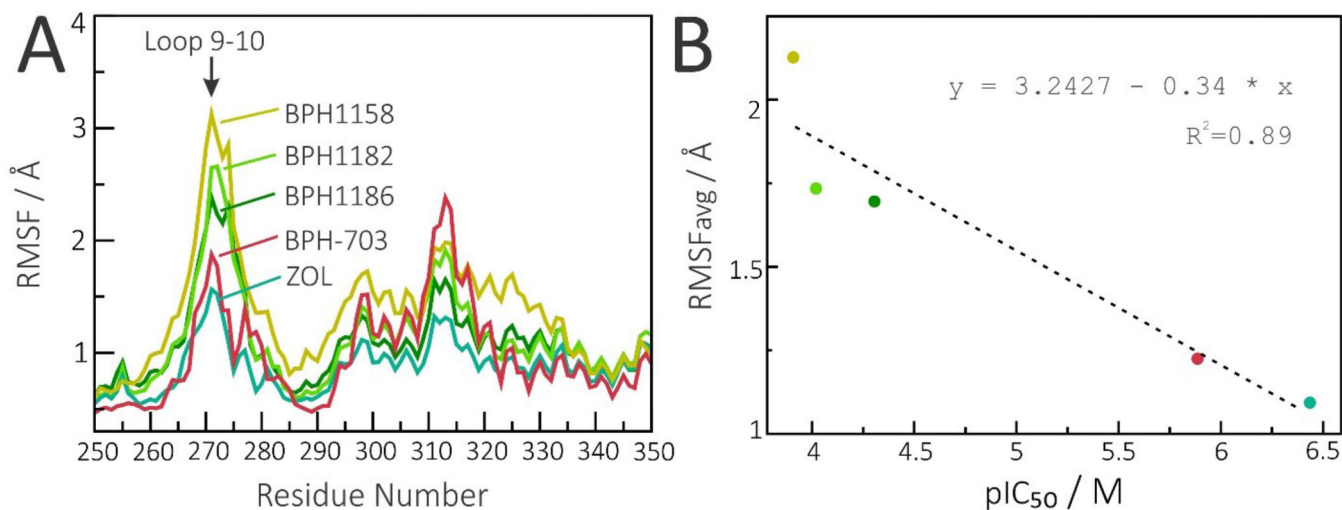 A
Loop 9-10
BPH1158
BPH1182
BPH1186
BPH-703
ZOL
RMSF / Å
4
3
2
1
250 260 270 280 290 300 310 320 330 340 350
Residue Number
B
y = 3.2427 - 0.34 * x
R²=0.89
RMSFavg / Å
2
1.5
1
4 4.5 5 5.5 6 6.5
pIC₅₀ / M